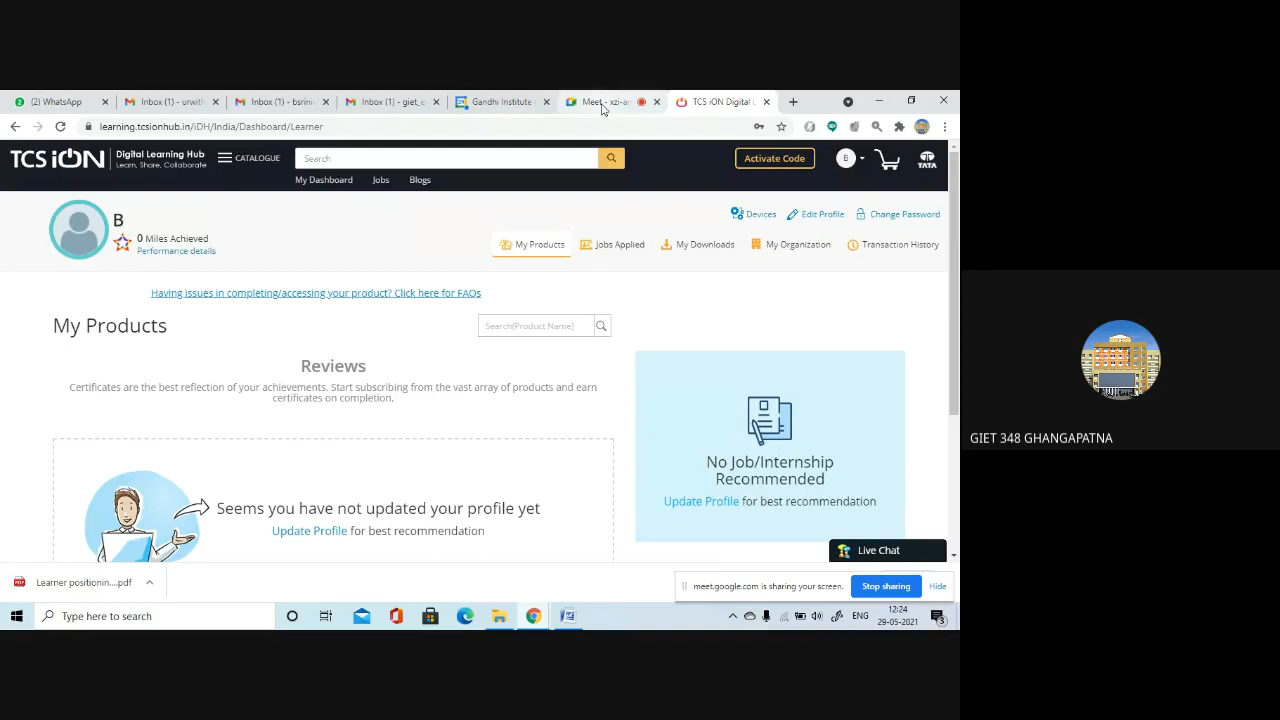 (2) WhatsApp
Inbox (1) - urwith
Inbox (1) - bsrini
Inbox (1) - giet_e
Gandhi Institute
Meet - xzi-a
TCS iON Digital L
learning.tcsionhub.in/iDH/India/Dashboard/Learner
TCS iON Digital Learning Hub
Learn, Share, Collaborate
CATALOGUE
Search
Activate Code
B
TATA
My Dashboard Jobs Blogs
B
0 Miles Achieved
Performance details
Devices Edit Profile Change Password
My Products Jobs Applied My Downloads My Organization Transaction History
Having issues in completing/accessing your product? Click here for FAQs
My Products
Search(Product Name)
Reviews
Certificates are the best reflection of your achievements. Start subscribing from the vast array of products and earn
certificates on completion.
Seems you have not updated your profile yet
Update Profile for best recommendation
No Job/Internship
Recommended
Update Profile for best recommendation
Live Chat
Learner positionin....pdf
meet.google.com is sharing your screen.
Stop sharing
Hide
Type here to search
ENG
12:24
29-05-2021
3
GIET 348 GHANGAPATNA